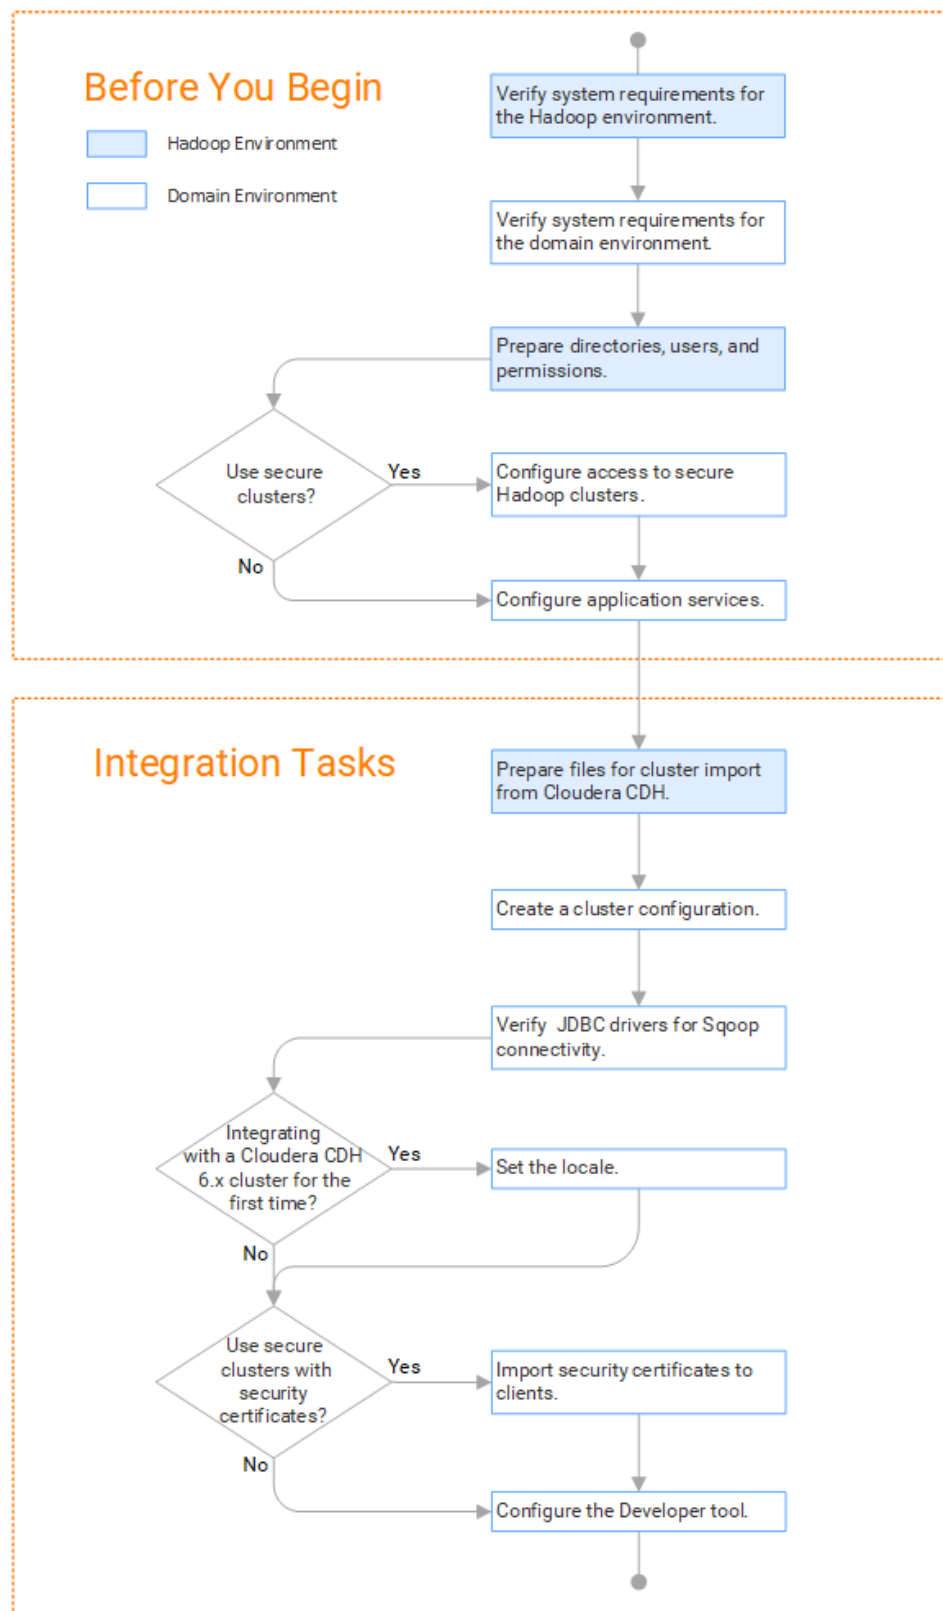 Before You Begin
Hadoop Environment
Domain Environment
Verify system requirements for
the Hadoop environment.
Verify system requirements for
the domain environment.
Prepare directories, users, and
permissions.
Use secure
clusters?
Yes
No
Configure access to secure
Hadoop clusters.
Configure application services.
Integration Tasks
Prepare files for cluster import
from Cloudera CDH.
Create a cluster configuration.
Verify JDBC drivers for Sqoop
connectivity.
Integrating
with a Cloudera CDH
6.x cluster for the
first time?
Yes
No
Set the locale.
Use secure
clusters with
security
certificates?
Yes
No
Import security certificates to
clients.
Configure the Developer tool.